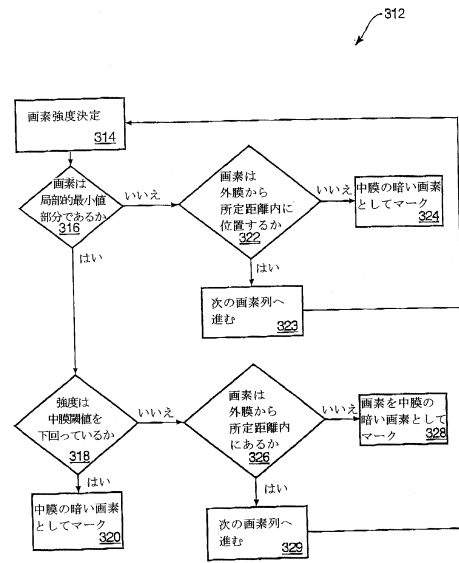 312
画素強度決定
314
画素は
局部的最小値
部分であるか
316
いいえ
はい
画素は
外膜から
所定距離内に
位置するか
322
いいえ
はい
中膜の暗い画素
としてマーク
324
次の画素列へ
進む
323
強度は
中膜閾値を
下回っているか
318
いいえ
はい
画素は
外膜から
所定距離内
にあるか
326
いいえ
はい
画素を中膜の
暗い画素として
マーク 328
中膜の暗い画素
としてマーク
320
次の画素列へ
進む
329